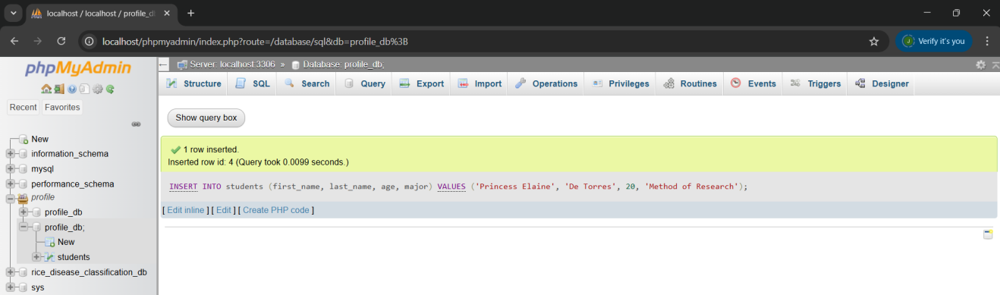 localhost / localhost / profile_d
localhost/phpmyadmin/index.php?route=/database/sql&db=profile_db%3B
J Verify it's you
phpMyAdmin
Recent Favorites
New
information_schema
mysql
performance_schema
profile
profile_db
profile_db;
New
students
rice_disease_classification_db
sys
Server: localhost:3306 » Database: profile_db;
Structure SQL Search Query Export Import Operations Privileges Routines Events Triggers Designer
Show query box
1 row inserted.
Inserted row id: 4 (Query took 0.0099 seconds.)
INSERT INTO students (first_name, last_name, age, major) VALUES ('Princess Elaine', 'De Torres', 20, 'Method of Research');
[ Edit inline ] [ Edit ] [ Create PHP code ]